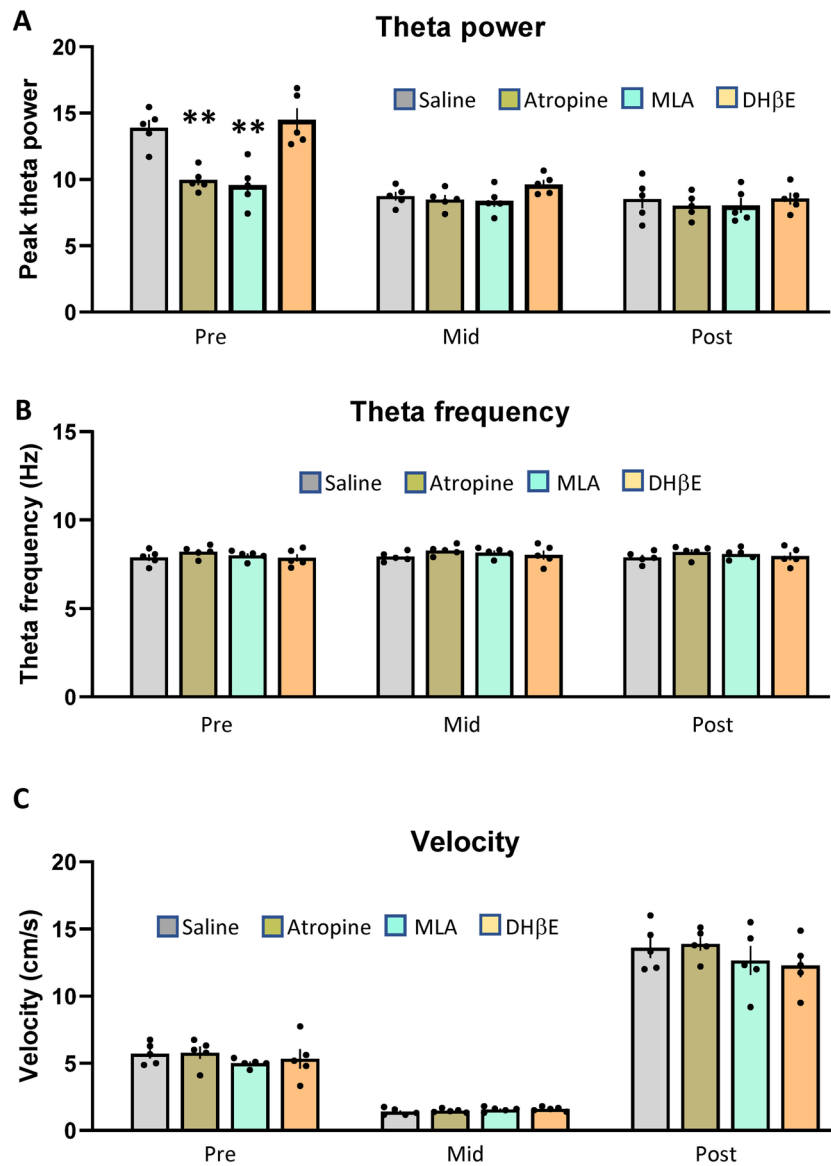 A
Theta power
Peak theta power
20
15
10
5
0
Saline Atropine MLA DHβE
** **
Pre Mid Post
B
Theta frequency
Theta frequency (Hz)
15
10
5
0
Saline Atropine MLA DHβE
Pre Mid Post
C
Velocity
Velocity (cm/s)
20
15
10
5
0
Saline Atropine MLA DHβE
Pre Mid Post